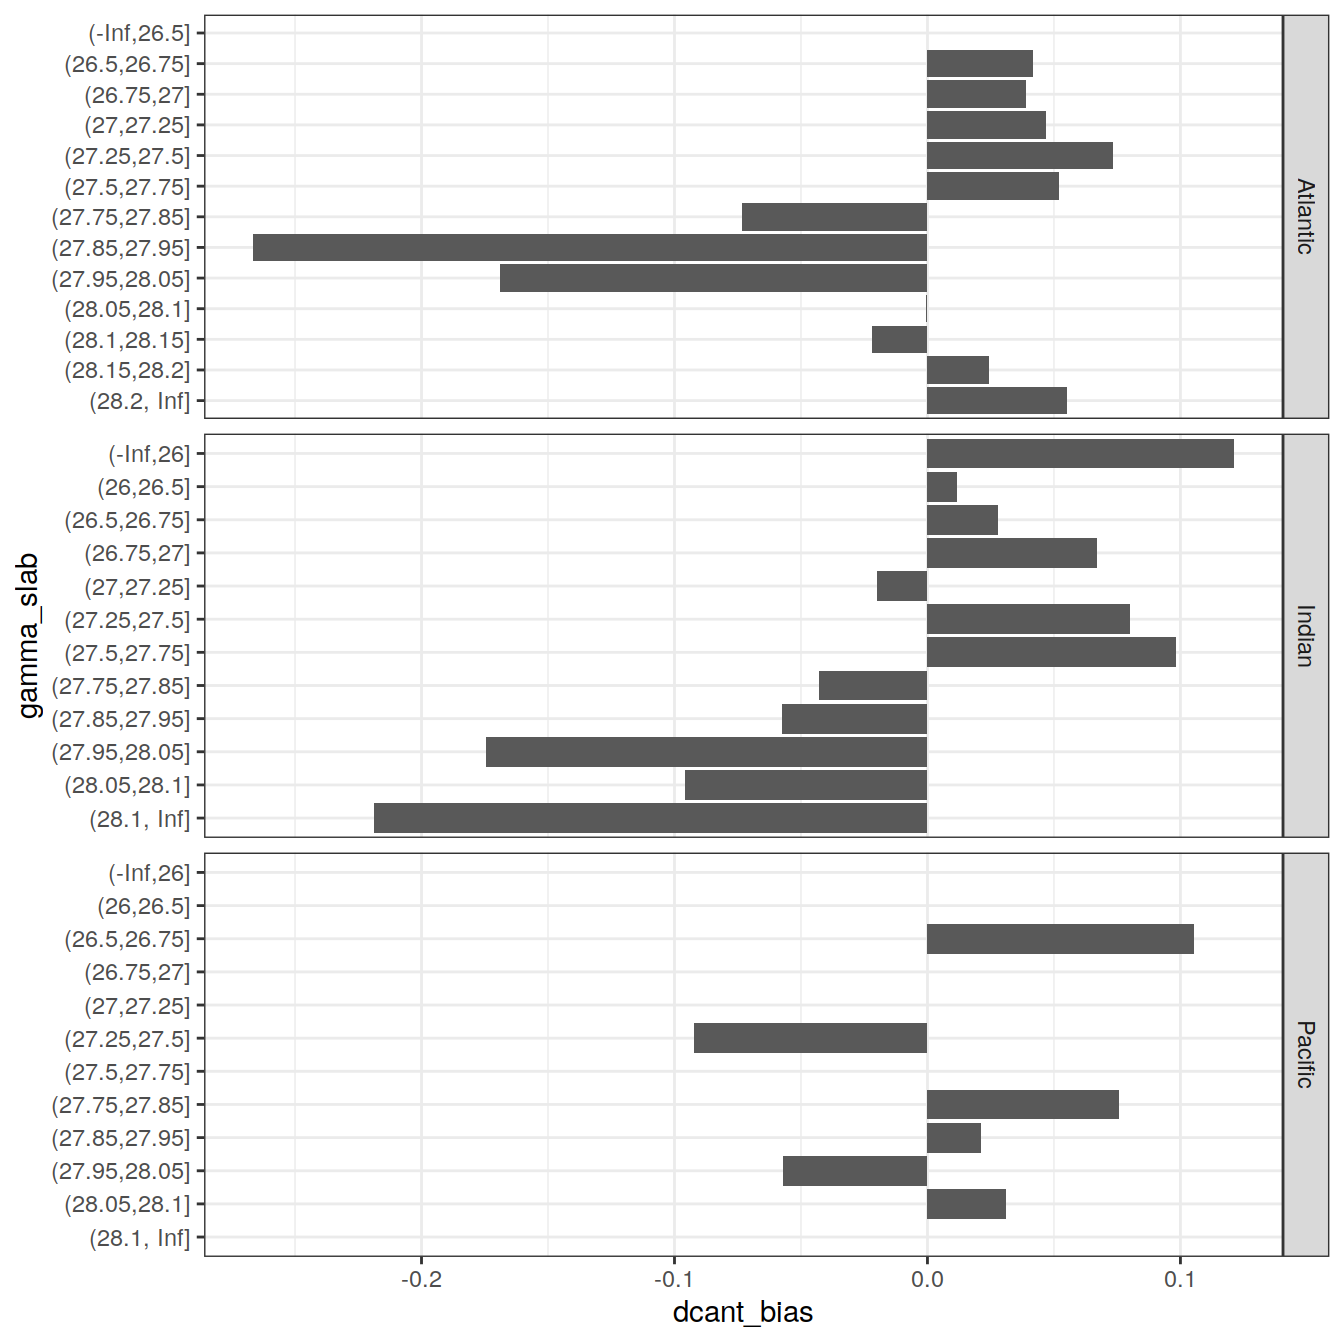 (-Inf,26.5]
(26.5,26.75]
(26.75,27]
(27,27.25]
(27.25,27.5]
(27.5,27.75]
(27.75,27.85]
(27.85,27.95]
(27.95,28.05]
(28.05,28.1]
(28.1,28.15]
(28.15,28.2]
(28.2, Inf]
Atlantic
(-Inf,26]
(26,26.5]
(26.5,26.75]
(26.75,27]
(27,27.25]
(27.25,27.5]
(27.5,27.75]
(27.75,27.85]
(27.85,27.95]
(27.95,28.05]
(28.05,28.1]
(28.1, Inf]
Indian
gamma_slab
(-Inf,26]
(26,26.5]
(26.5,26.75]
(26.75,27]
(27,27.25]
(27.25,27.5]
(27.5,27.75]
(27.75,27.85]
(27.85,27.95]
(27.95,28.05]
(28.05,28.1]
(28.1, Inf]
Pacific
-0.2 -0.1 0.0 0.1
dcant_bias